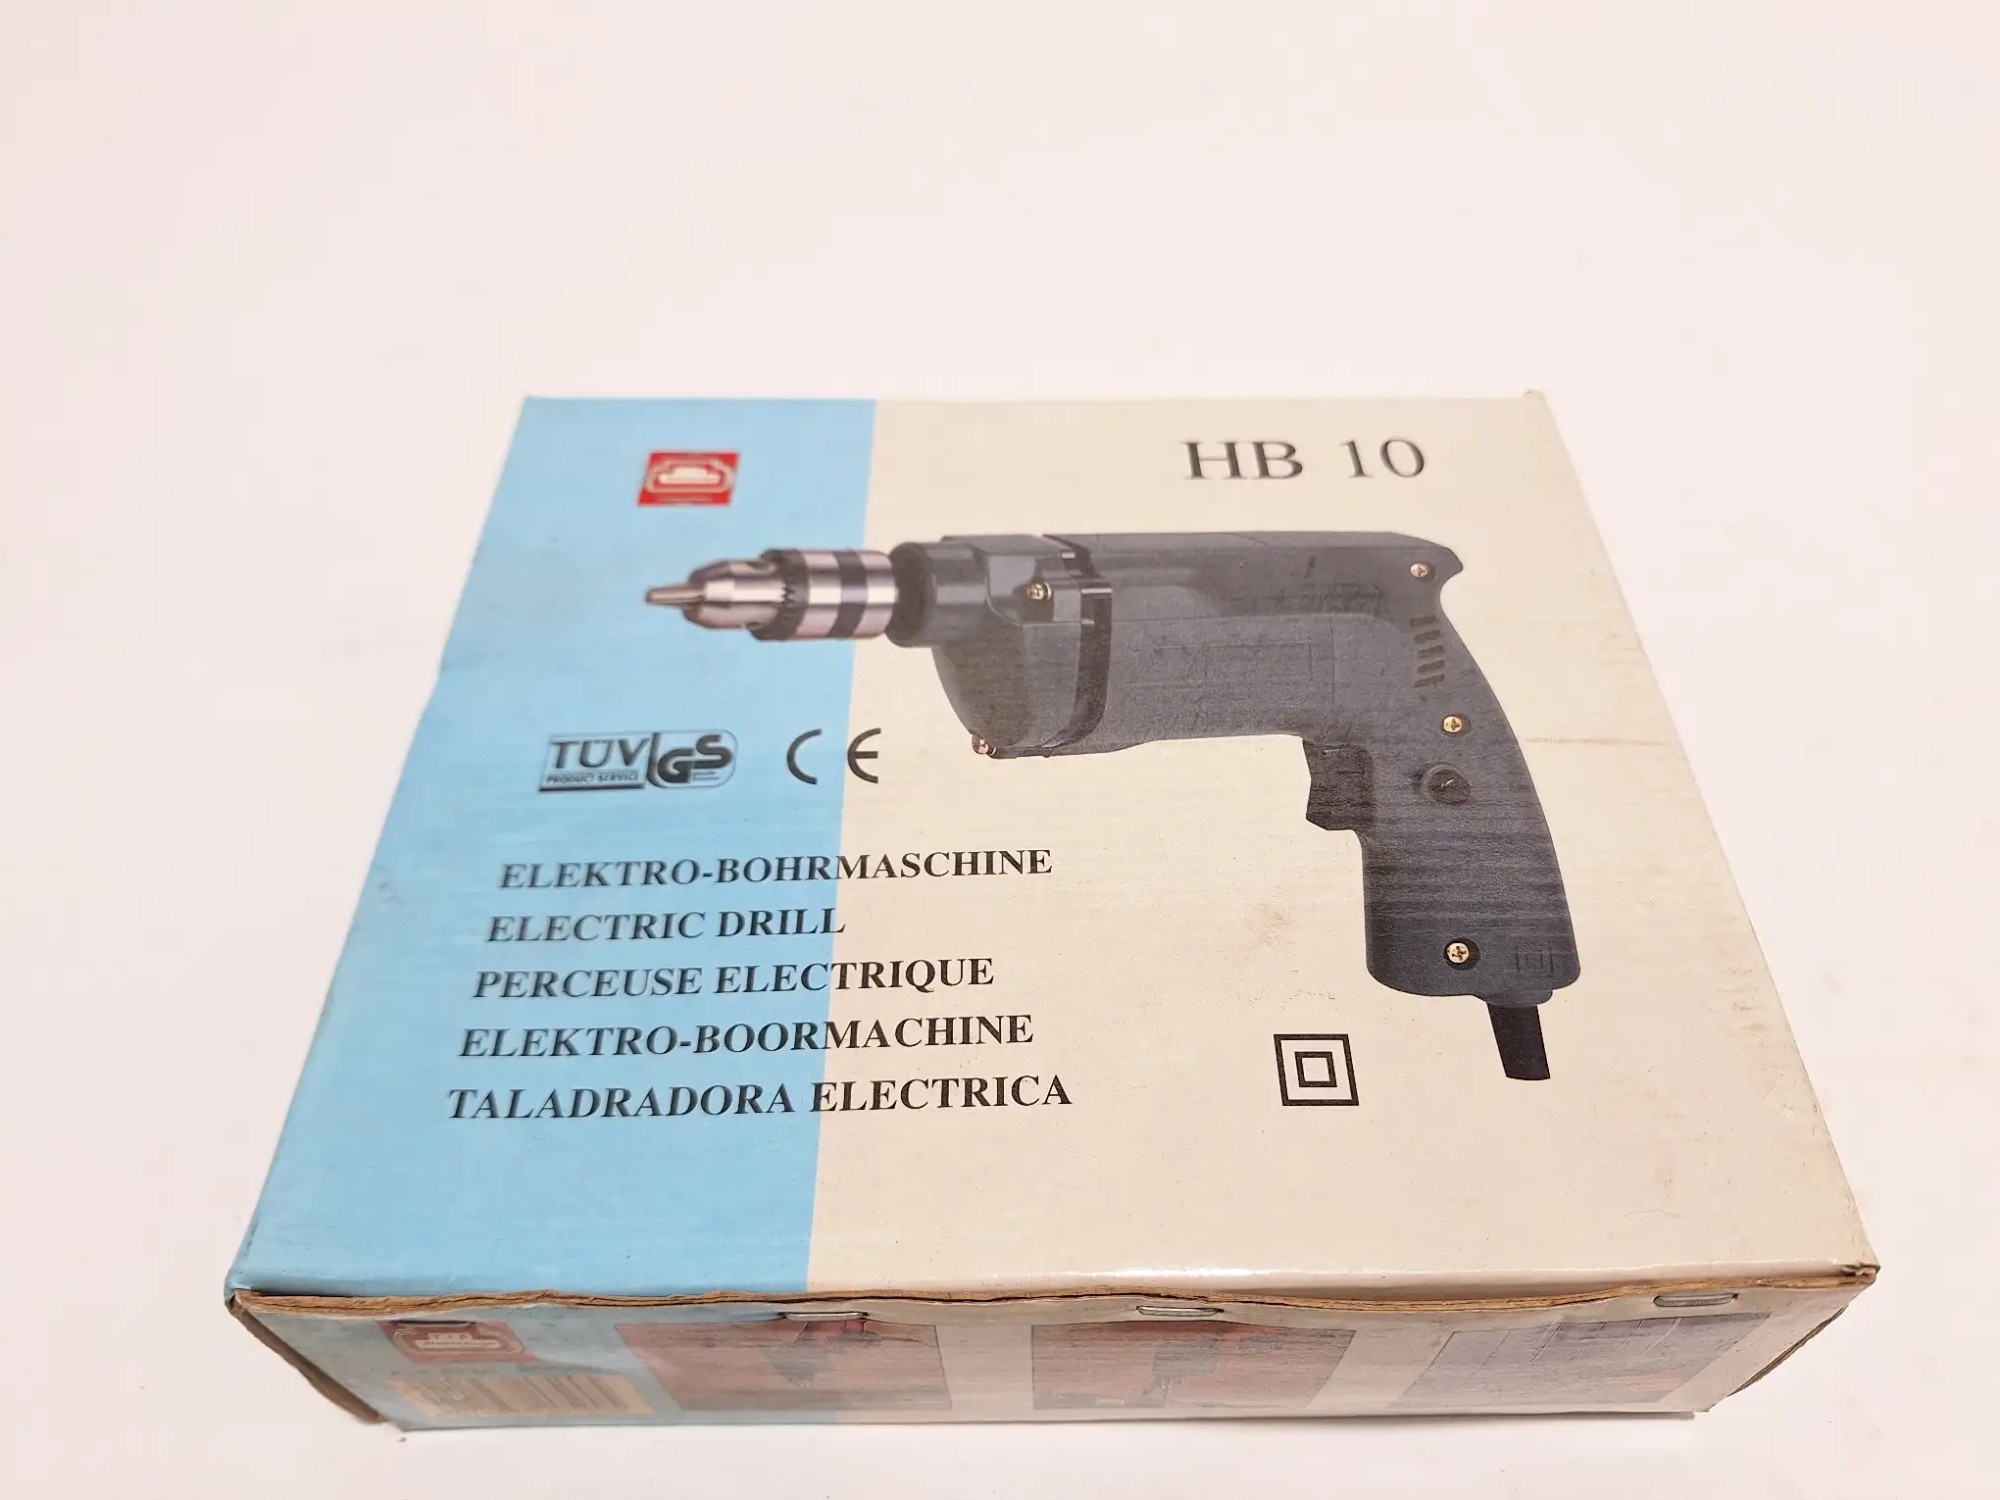 HB 10
TÜV GS
PRODUCT SERVICE
CE
ELEKTRO-BOHRMASCHINE
ELECTRIC DRILL
PERCEUSE ELECTRIQUE
ELEKTRO-BOORMACHINE
TALADRADORA ELECTRICA